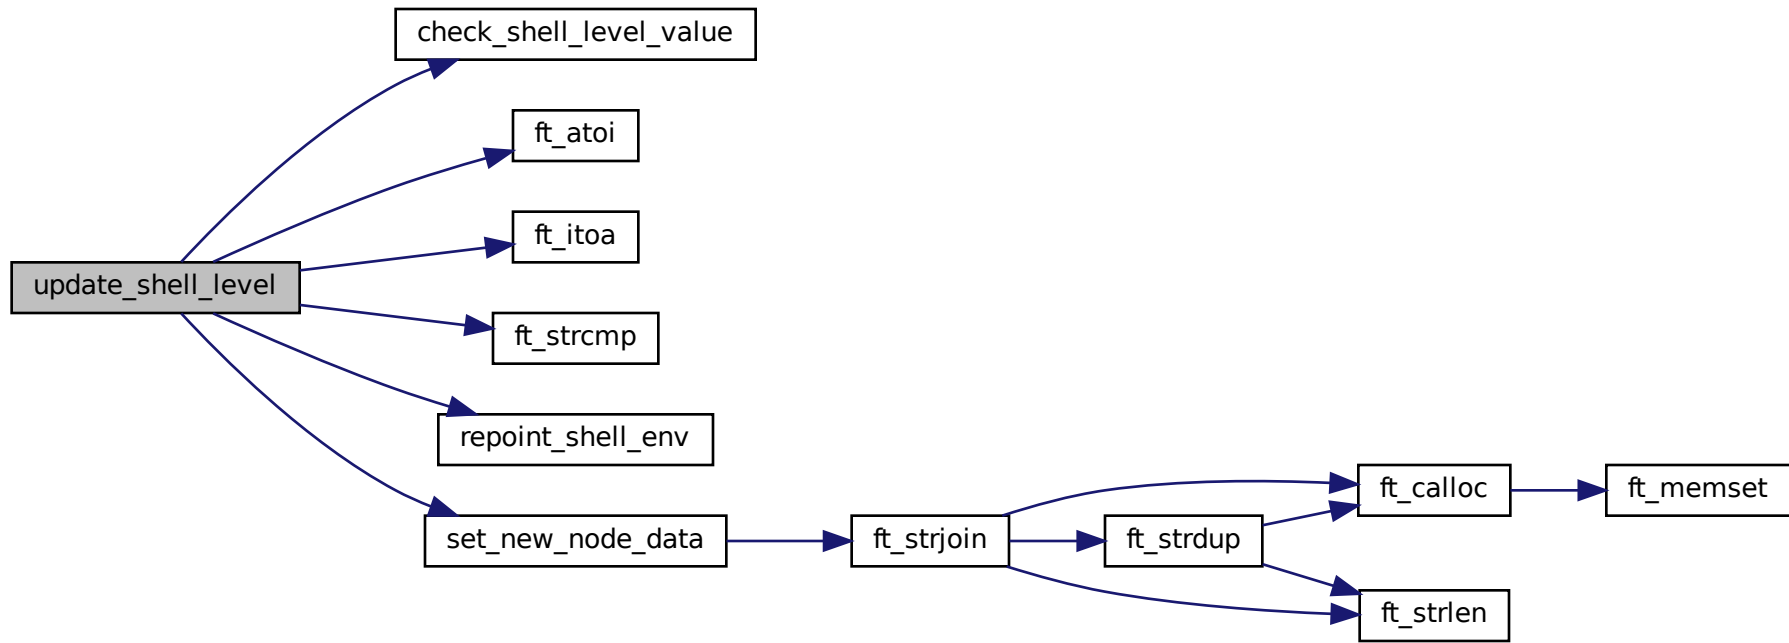 check_shell_level_value
ft_atoi
ft_itoa
update_shell_level
ft_strcmp
repoint_shell_env
set_new_node_data
ft_strjoin
ft_strdup
ft_calloc
ft_memset
ft_strlen